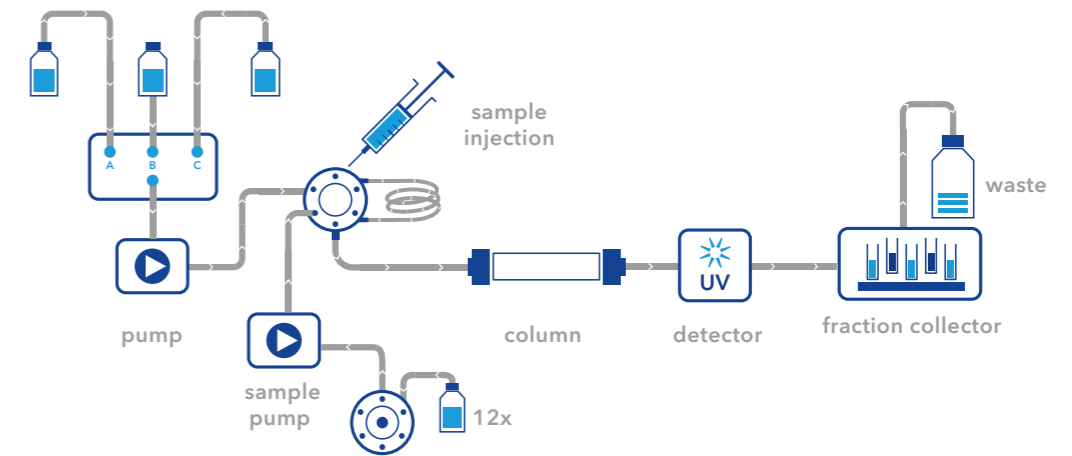 sample
injection
A
B
C
waste
UV
pump
column
detector
fraction collector
sample
pump
12x